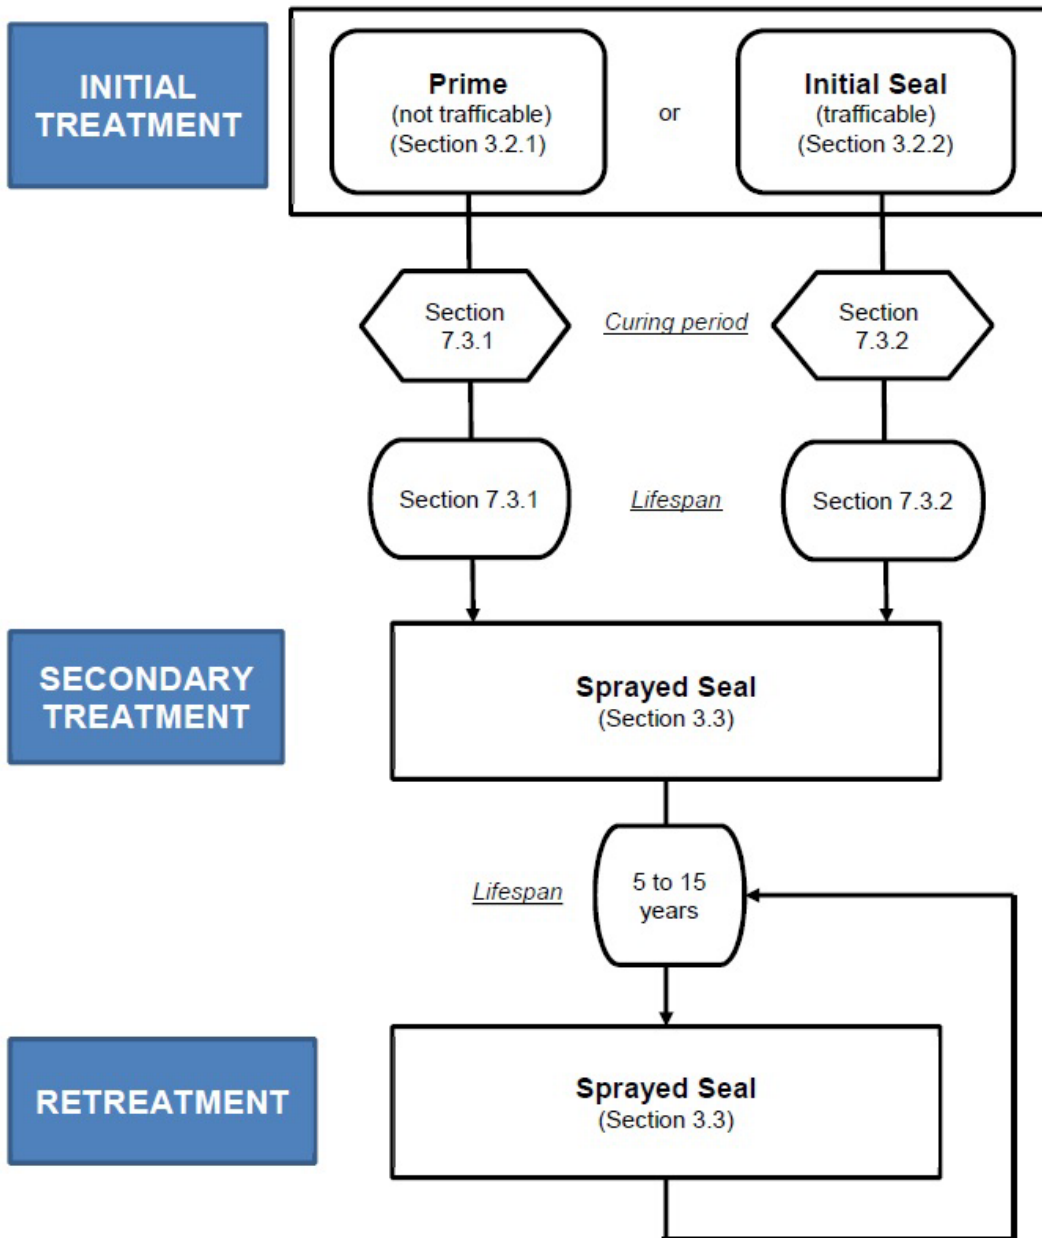 INITIAL
TREATMENT
Prime
(not trafficable)
(Section 3.2.1)
or
Initial Seal
(trafficable)
(Section 3.2.2)
Section
7.3.1
Curing period
Section
7.3.2
Section 7.3.1
Lifespan
Section 7.3.2
SECONDARY
TREATMENT
Sprayed Seal
(Section 3.3)
Lifespan
5 to 15
years
RETREATMENT
Sprayed Seal
(Section 3.3)